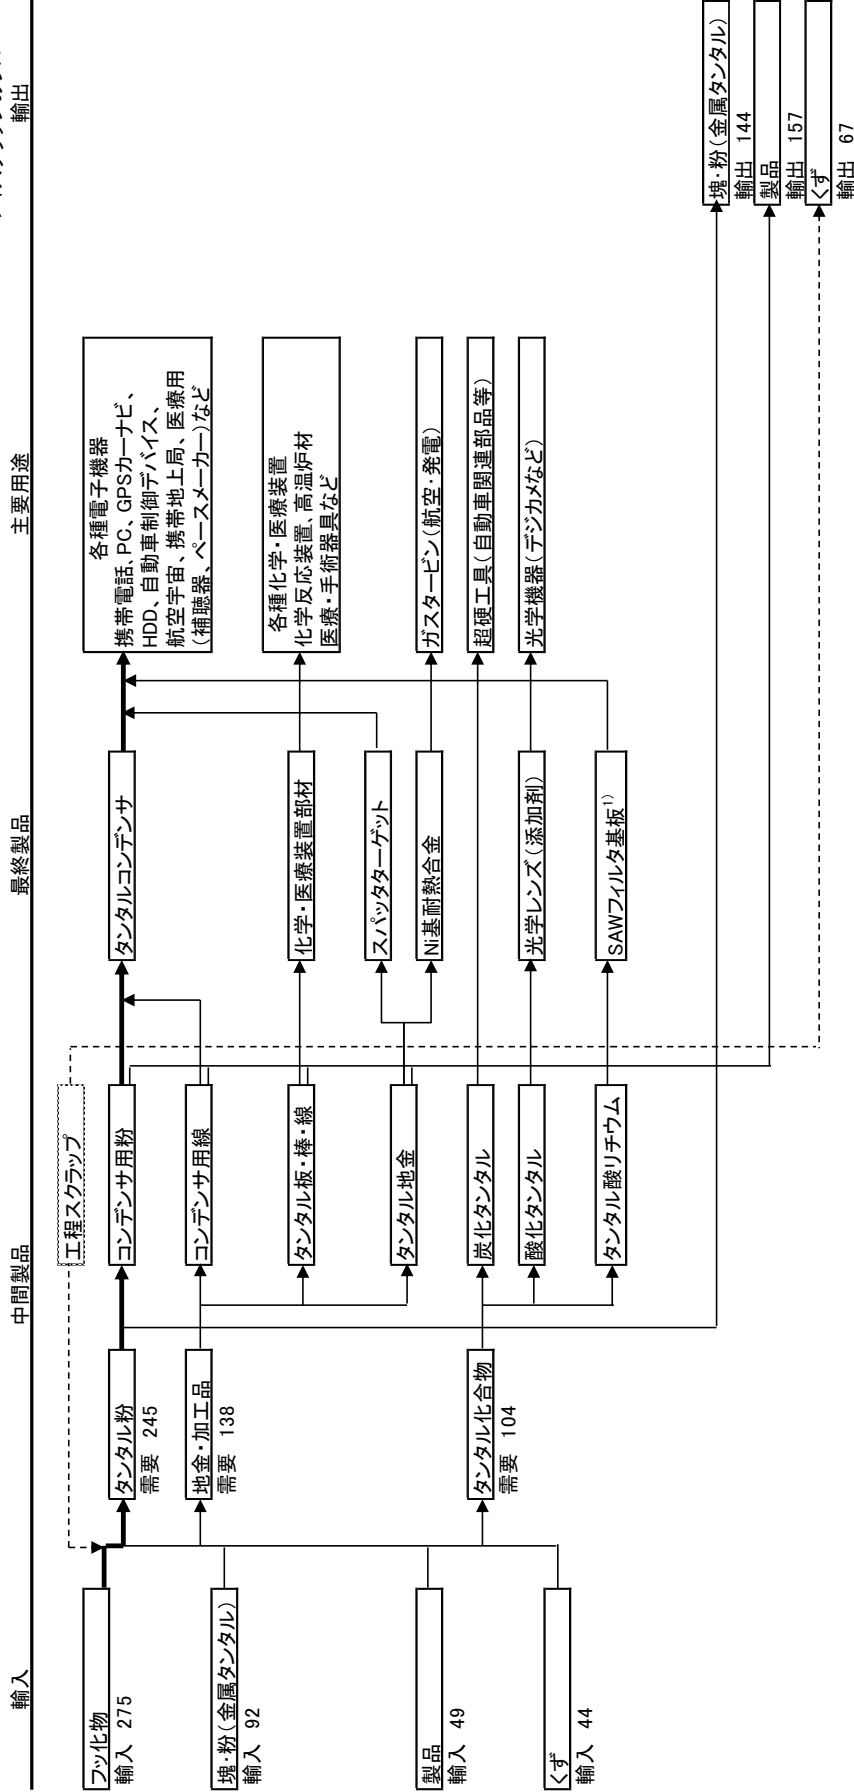 輸入
中間製品
最終製品
主要用途
輸出
フッ化物
輸入 275
塊・粉(金属タンタル)
輸入 92
製品
輸入 49
くず
輸入 44
タンタル粉
需要 245
地金・加工品
需要 138
タンタル化合物
需要 104
工程スクラップ
コンデンサ用粉
コンデンサ用線
タンタル板・棒・線
タンタル地金
炭化タンタル
酸化タンタル
タンタル酸リチウム
タンタルコンデンサ
化学・医療装置部材
スパッタターゲット
Ni基耐熱合金
光学レンズ(添加剤)
SAWフィルタ基板1)
各種電子機器
携帯電話、PC、GPSカーナビ、
HDD、自動車制御デバイス、
航空宇宙、携帯地上局、医療用
(補聴器、ペースメーカー)など
各種化学・医療装置
化学反応装置、高温炉材
医療・手術器具など
ガスタービン(航空・発電)
超硬工具(自動車関連部品等)
光学機器(デジカメなど)
塊・粉(金属タンタル)
輸出 144
製品
輸出 157
くず
輸出 67